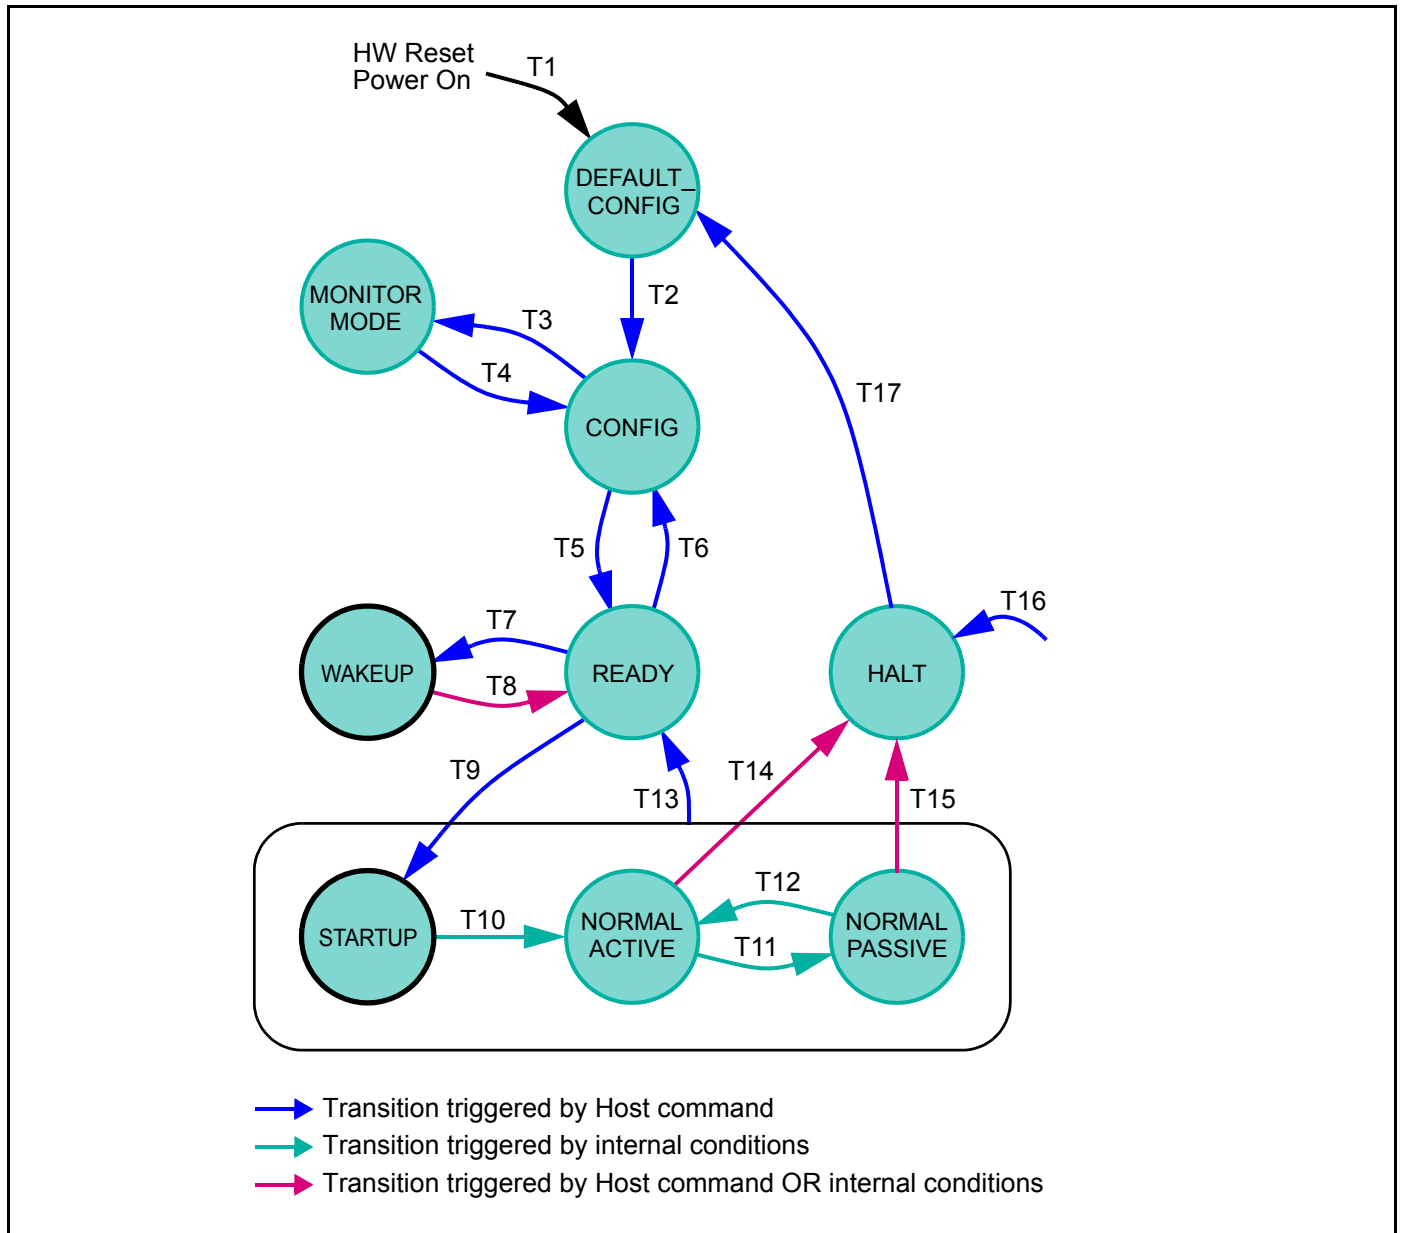 HW Reset
Power On
T1
DEFAULT_
CONFIG
T2
MONITOR
MODE
T3
T4
T17
CONFIG
T5
T6
T16
T7
WAKEUP
READY
HALT
T8
T9
T14
T13
T15
T12
STARTUP
T10
NORMAL
ACTIVE
T11
NORMAL
PASSIVE
Transition triggered by Host command
Transition triggered by internal conditions
Transition triggered by Host command OR internal conditions